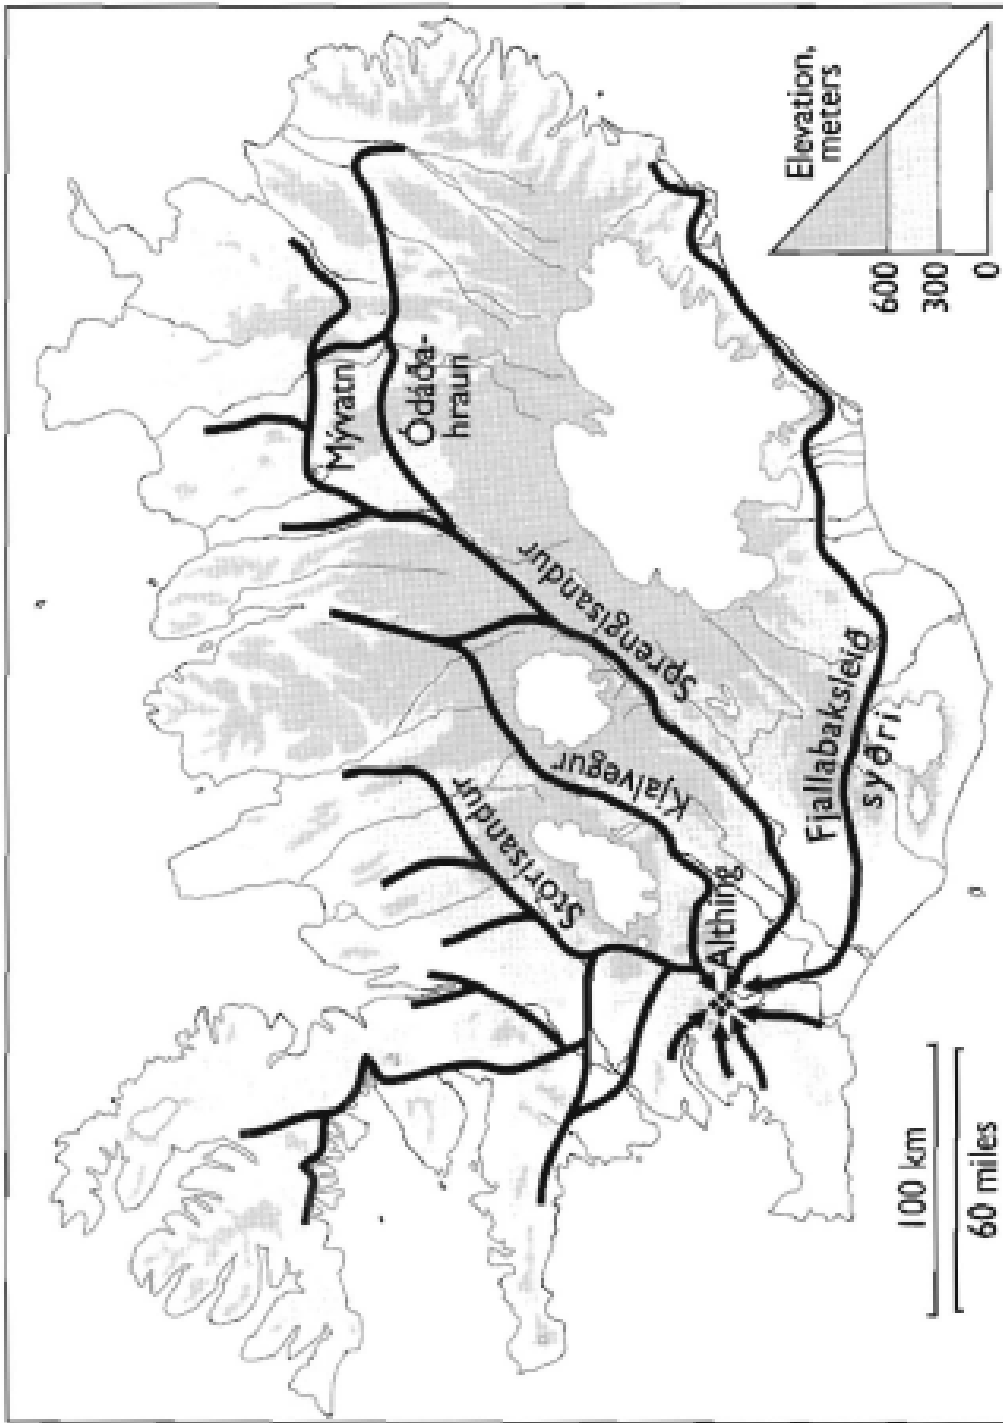 Mývatn
Ódáða-
hraun
Stórisandur
Kjalvegur
Sprengisandur
Althing
Fjallabaksleið
syðri
100 km
60 miles
Elevation,
meters
600
300
0